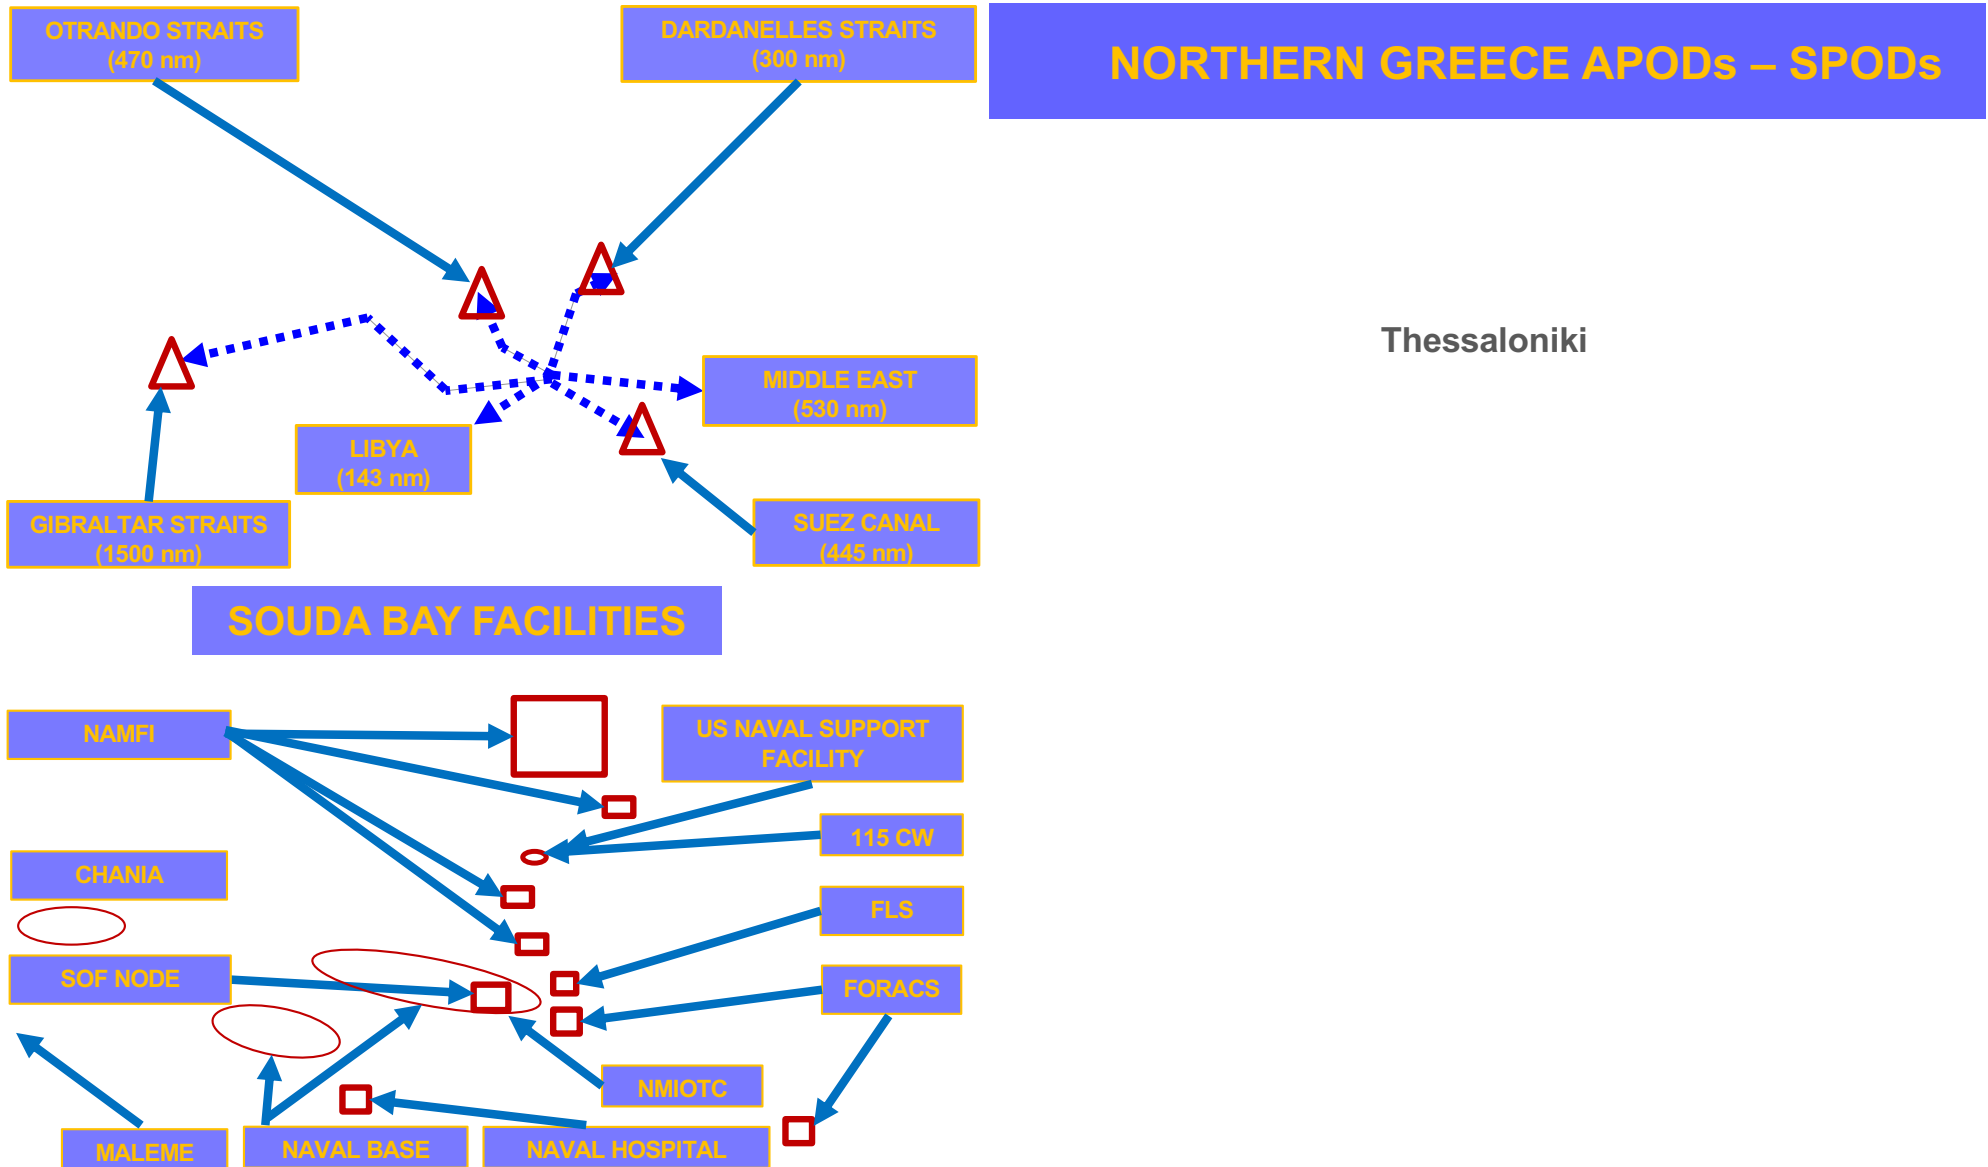 OTRANDO STRAITS
(470 nm)
DARDANELLES STRAITS
(300 nm)
MIDDLE EAST
(530 nm)
LIBYA
(143 nm)
GIBRALTAR STRAITS
(1500 nm)
SUEZ CANAL
(445 nm)
SOUDA BAY FACILITIES
NAMFI
US NAVAL SUPPORT
FACILITY
115 CW
CHANIA
FLS
SOF NODE
FORACS
NMIOTC
MALEME
NAVAL BASE
NAVAL HOSPITAL
NORTHERN GREECE APODs – SPODs
Thessaloniki